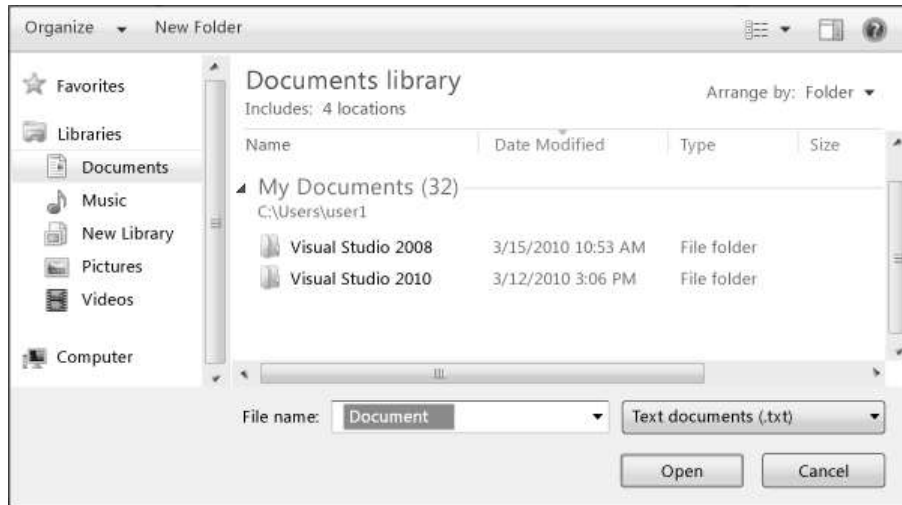 Organize New Folder
Favorites
Libraries
Documents
Music
New Library
Pictures
Videos
Computer
Documents library
Includes: 4 locations
Arrange by: Folder
Name Date Modified Type Size
My Documents (32)
C:\Users\user1
Visual Studio 2008 3/15/2010 10:53 AM File folder
Visual Studio 2010 3/12/2010 3:06 PM File folder
File name: Document Text documents (.txt)
Open Cancel